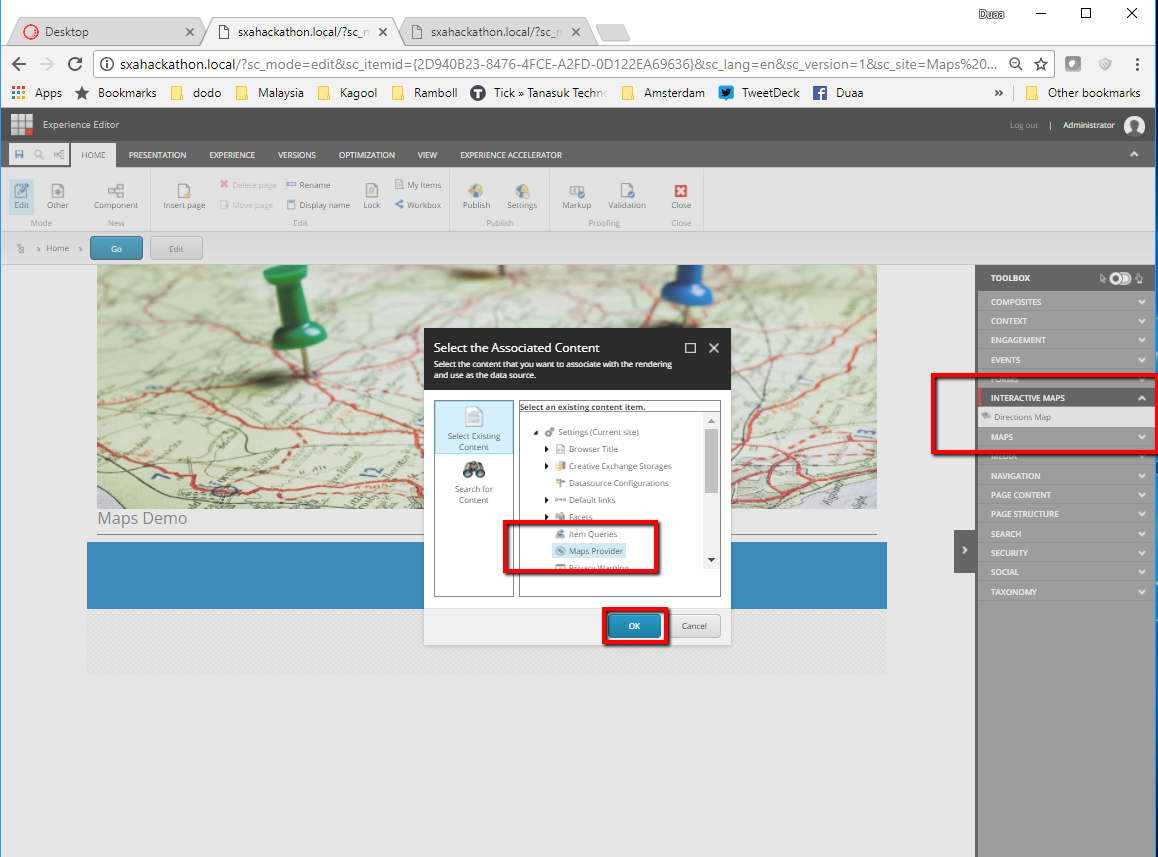 Duaa
Desktop
sxahackathon.local/?sc_m
sxahackathon.local/?sc_m
sxahackathon.local/?sc_mode=edit&sc_itemid={2D940B23-8476-4FCE-A2FD-0D122EA69636}&sc_lang=en&sc_version=1&sc_site=Maps%20...
Apps Bookmarks dodo Malaysia Kagool Ramboll Tick » Tanasuk Techno Amsterdam TweetDeck Duaa » Other bookmarks
Experience Editor
Log out | Administrator
HOME PRESENTATION EXPERIENCE VERSIONS OPTIMIZATION VIEW EXPERIENCE ACCELERATOR
Delete page Rename My Items
Edit Other Component Insert page Move page Display name Lock Workbox Publish Settings Markup Validation Close
Mode New Edit Publish Proofing Close
Home Go Edit
Maps Demo
Select the Associated Content
Select the content that you want to associate with the rendering
and use as the data source.
Select Existing
Content
Search for
Content
Select an existing content item.
Settings (Current site)
Browser Title
Creative Exchange Storages
Datasource Configurations
Default links
Facets
Item Queries
Maps Provider
Privacy Warning
OK Cancel
TOOLBOX
COMPOSITES
CONTEXT
ENGAGEMENT
EVENTS
FORMS
INTERACTIVE MAPS
Directions Map
MAPS
MEDIA
NAVIGATION
PAGE CONTENT
PAGE STRUCTURE
SEARCH
SECURITY
SOCIAL
TAXONOMY